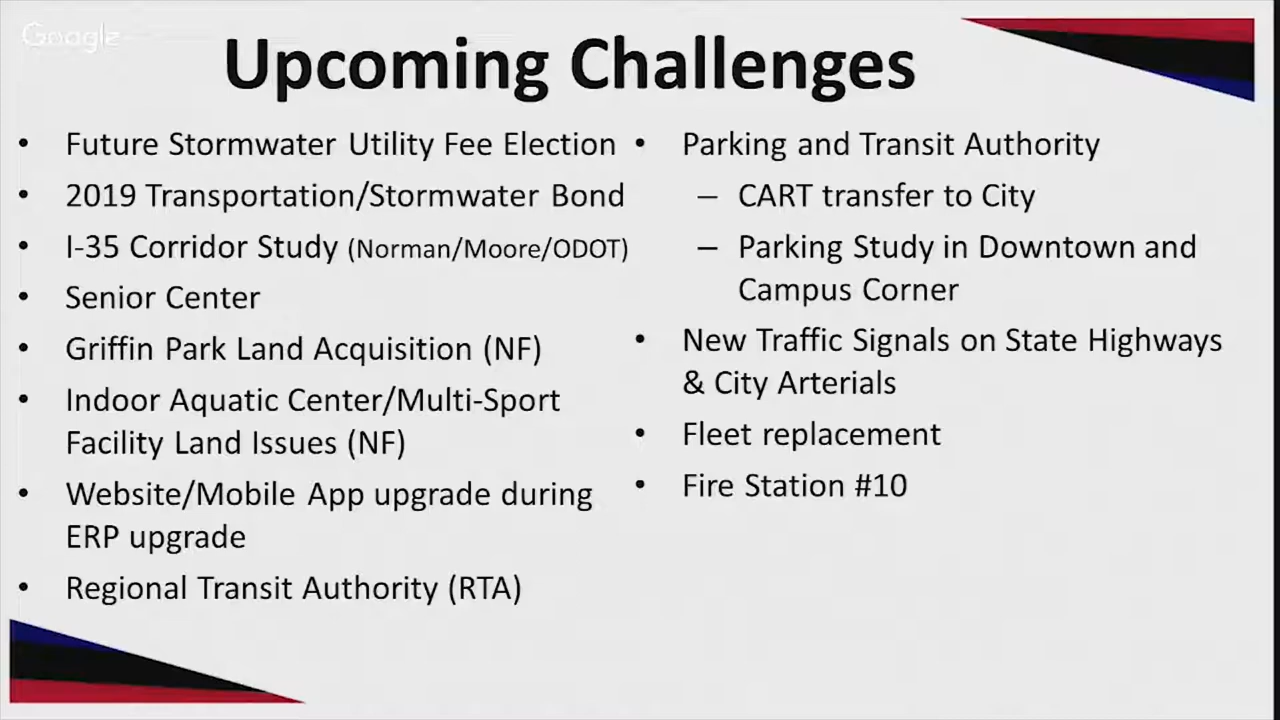 Google
Upcoming Challenges
• Future Stormwater Utility Fee Election
• 2019 Transportation/Stormwater Bond
• I-35 Corridor Study (Norman/Moore/ODOT)
• Senior Center
• Griffin Park Land Acquisition (NF)
• Indoor Aquatic Center/Multi-Sport
Facility Land Issues (NF)
• Website/Mobile App upgrade during
ERP upgrade
• Regional Transit Authority (RTA)
• Parking and Transit Authority
– CART transfer to City
– Parking Study in Downtown and
Campus Corner
• New Traffic Signals on State Highways
& City Arterials
• Fleet replacement
• Fire Station #10